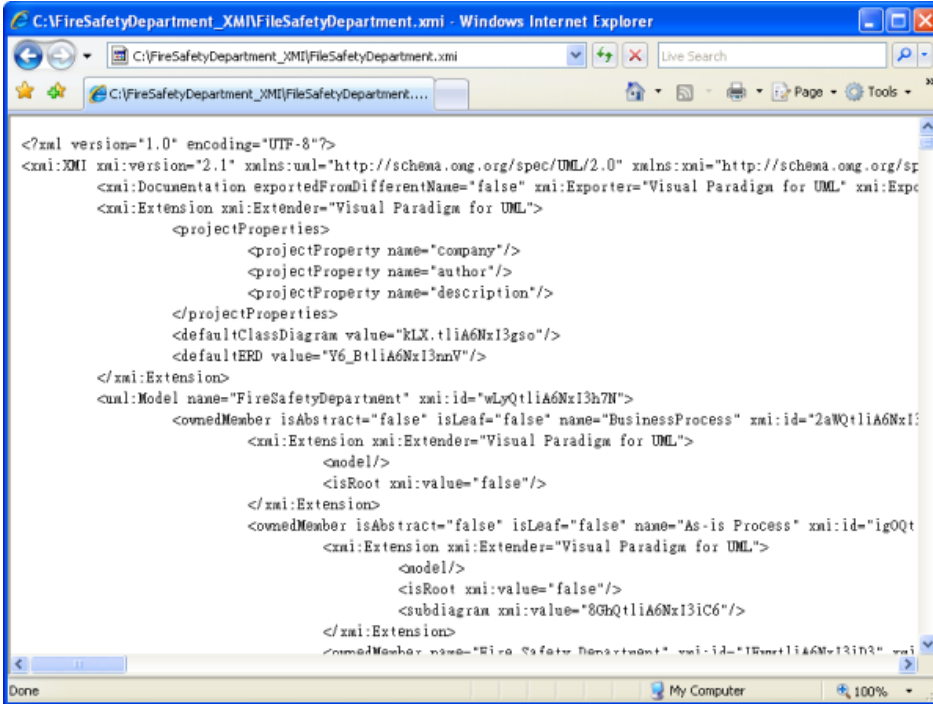 C:\FireSafetyDepartment_XMI\FileSafetyDepartment.xmi - Windows Internet Explorer
C:\FireSafetyDepartment_XMI\FileSafetyDepartment.xmi
Live Search
C:\FireSafetyDepartment_XMI\FileSafetyDepartment....
Page
Tools
<?xml version="1.0" encoding="UTF-8"?>
<xmi:XMI xmi:version="2.1" xmlns:uml="http://schema.omg.org/spec/UML/2.0" xmlns:xmi="http://schema.omg.org/sp
<xmi:Documentation exportedFromDifferentName="false" xmi:Exporter="Visual Paradigm for UML" xmi:Expo
<xmi:Extension xmi:Extender="Visual Paradigm for UML">
<projectProperties>
<projectProperty name="company"/>
<projectProperty name="author"/>
<projectProperty name="description"/>
</projectProperties>
<defaultClassDiagram value="kLX.tliA6NxI3gso"/>
<defaultERD value="Y6_BtliA6NxI3nnV"/>
</xmi:Extension>
<uml:Model name="FireSafetyDepartment" xmi:id="wLyQtliA6NxI3h7N">
<ownedMember isAbstract="false" isLeaf="false" name="BusinessProcess" xmi:id="2aWQtliA6NxI3
<xmi:Extension xmi:Extender="Visual Paradigm for UML">
<model/>
<isRoot xmi:value="false"/>
</xmi:Extension>
<ownedMember isAbstract="false" isLeaf="false" name="As-is Process" xmi:id="igOQt
<xmi:Extension xmi:Extender="Visual Paradigm for UML">
<model/>
<isRoot xmi:value="false"/>
<subdiagram xmi:value="8GhQtliA6NxI3iC6"/>
</xmi:Extension>
<ownedMember name="Fire Safety Department"
Done
My Computer
100%